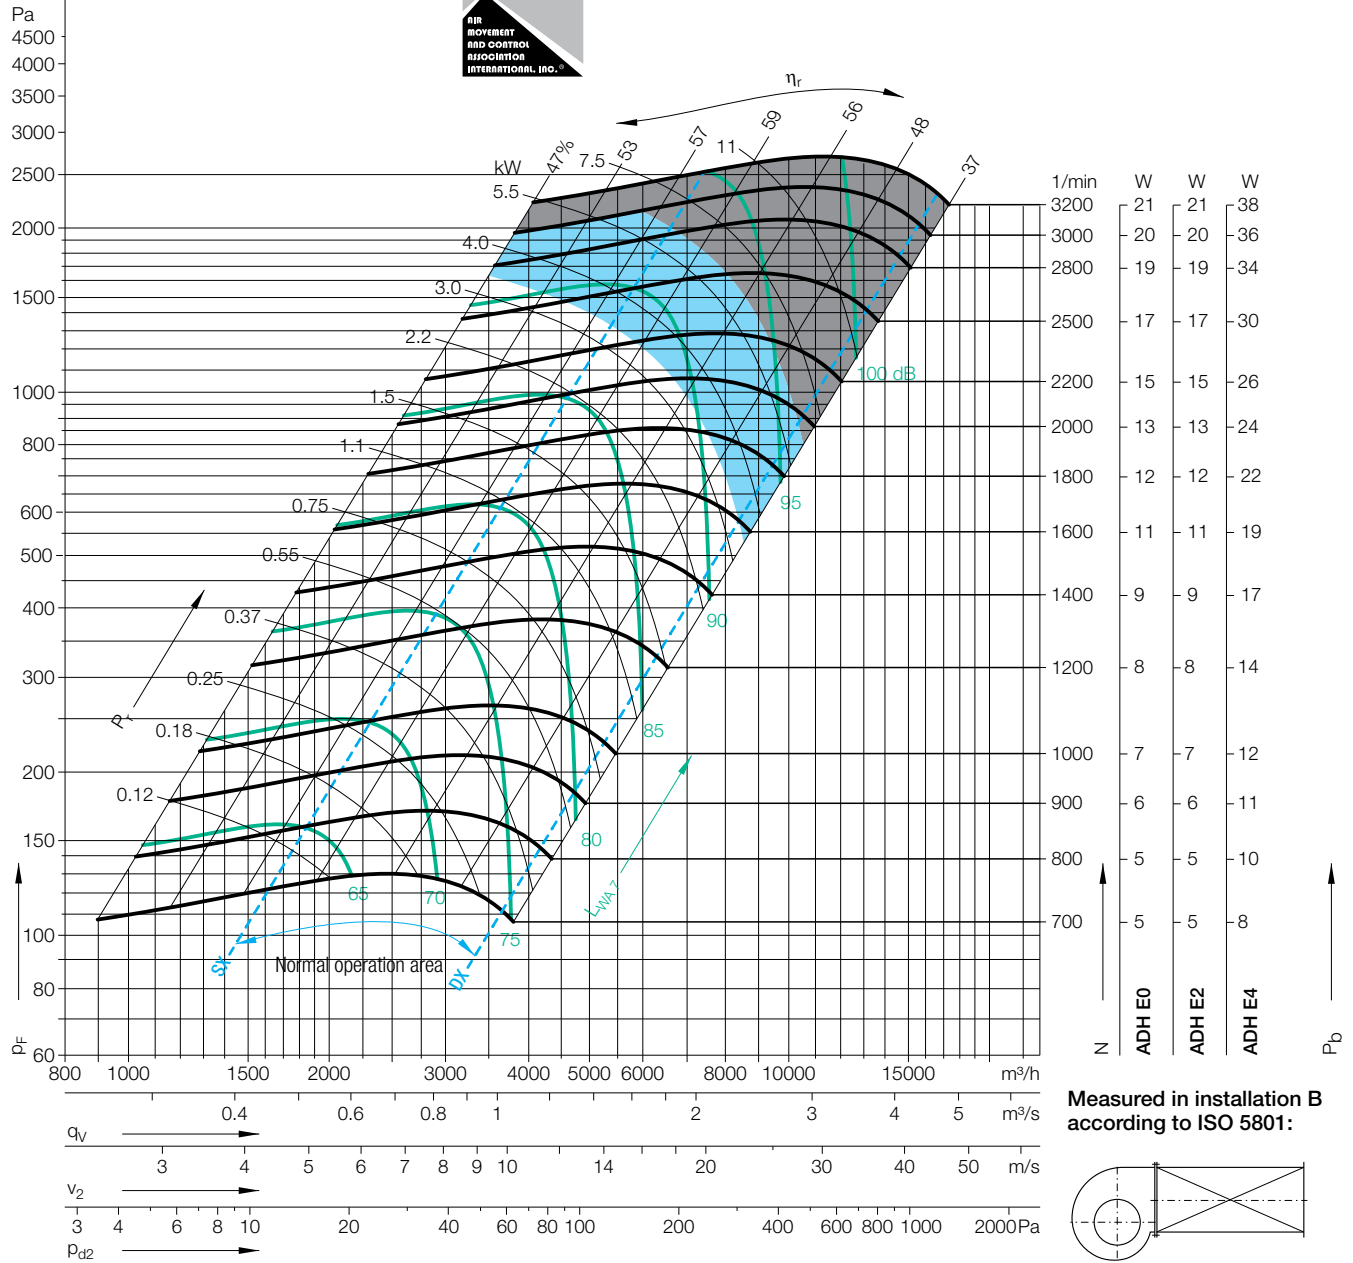 Pa
4500
4000
3500
3000
2500
2000
1500
1000
800
600
500
400
300
200
150
100
80
60
pF
AIR
MOVEMENT
AND CONTROL
ASSOCIATION
INTERNATIONAL, INC.®
ηr
kW
47%
53
57
59
56
48
37
11
7.5
5.5
4.0
3.0
2.2
1.5
1.1
0.75
0.55
0.37
0.25
0.18
0.12
Pr
100 dB
95
90
85
80
75
70
65
LWA 7
SX
Normal operation area
DX
1/min W W W
3200 21 21 38
3000 20 20 36
2800 19 19 34
2500 17 17 30
2200 15 15 26
2000 13 13 24
1800 12 12 22
1600 11 11 19
1400 9 9 17
1200 8 8 14
1000 7 7 12
900 6 6 11
800 5 5 10
700 5 5 8
N
ADH E0
ADH E2
ADH E4
Pb
800 1000 1500 2000 3000 4000 5000 6000 8000 10000 15000 m³/h
0.4 0.6 0.8 1 2 3 4 5 m³/s
qV
3 4 5 6 7 8 9 10 14 20 30 40 50 m/s
v2
3 4 6 8 10 20 40 60 80 100 200 400 600 800 1000 2000 Pa
pd2
Measured in installation B
according to ISO 5801: